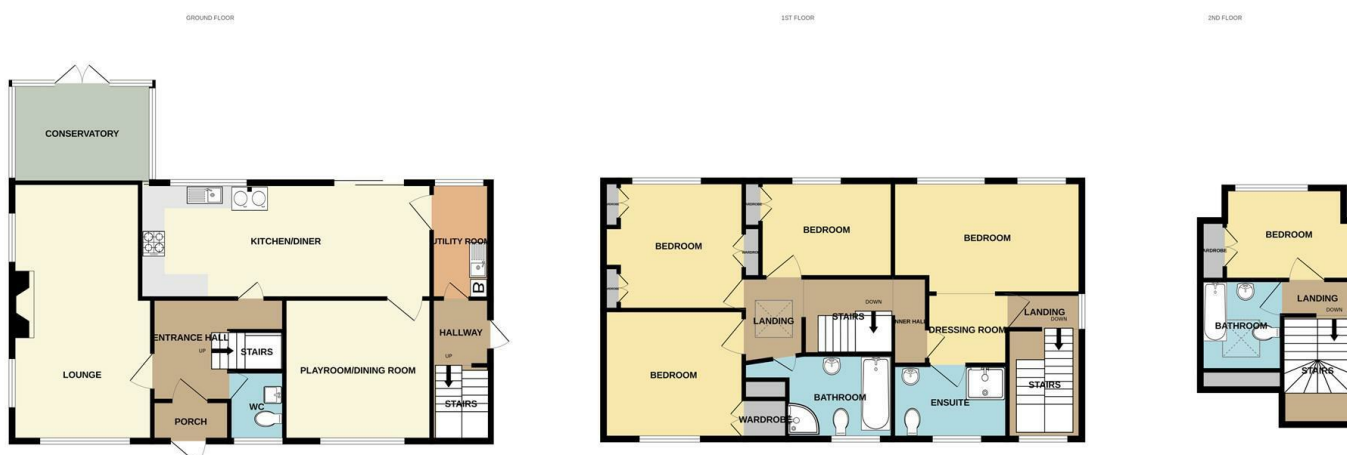 GROUND FLOOR
1ST FLOOR
2ND FLOOR
CONSERVATORY
KITCHEN/DINER
UTILITY ROOM
B
ENTRANCE HALL
UP
STAIRS
HALLWAY
UP
LOUNGE
PLAYROOM/DINING ROOM
WC
STAIRS
PORCH
BEDROOM
BEDROOM
BEDROOM
DOWN
LANDING
STAIRS
INNER HALL
DRESSING ROOM
LANDING
DOWN
BEDROOM
STAIRS
BATHROOM
ENSUITE
WARDROBE
BEDROOM
WARDROBE
LANDING
DOWN
BATHROOM
STAIRS